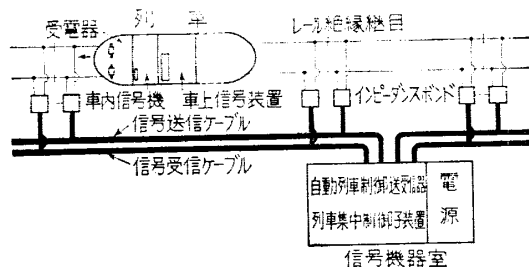 受電器
列車
レール絶縁継目
車内信号機
車上信号装置
インピーダンスボンド
信号送信ケーブル
信号受信ケーブル
自動列車制御送受信器
列車集中制御子装置
電源
信号機器室